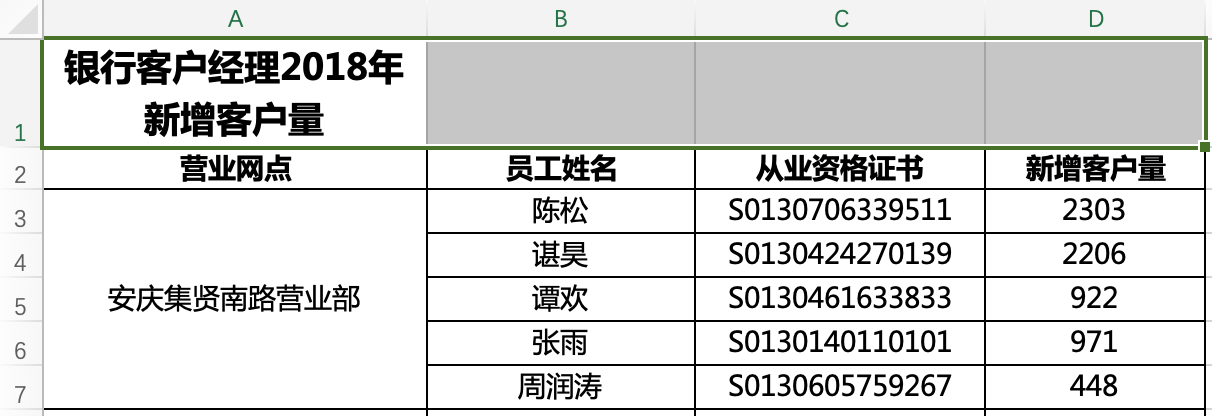 A B C D
1 银行客户经理2018年
新增客户量
2 营业网点 员工姓名 从业资格证书 新增客户量
3 陈松 S0130706339511 2303
4 谌昊 S0130424270139 2206
5 安庆集贤南路营业部 谭欢 S0130461633833 922
6 张雨 S0130140110101 971
7 周润涛 S0130605759267 448